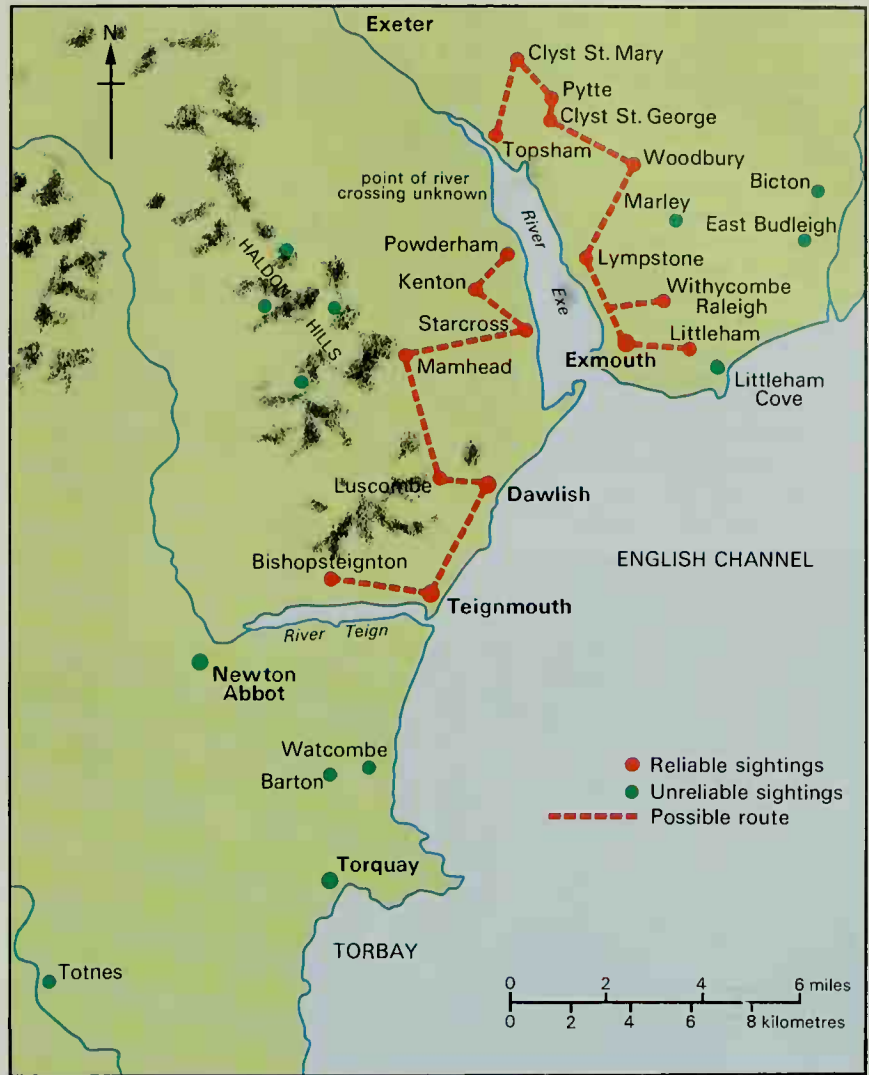 N
Exeter
Clyst St. Mary
Pytte
Clyst St. George
Topsham
Woodbury
point of river
crossing unknown
Bicton
Marley
River
Exe
East Budleigh
Powderham
Lympstone
HALDON
HILLS
Kenton
Withycombe
Raleigh
Starcross
Littleham
Exmouth
Mamhead
Littleham
Cove
Luscombe
Dawlish
Bishopsteignton
ENGLISH CHANNEL
Teignmouth
River Teign
Newton
Abbot
Watcombe
Barton
Reliable sightings
Unreliable sightings
Possible route
Torquay
TORBAY
Totnes
0 2 4 6 miles
0 2 4 6 8 kilometres